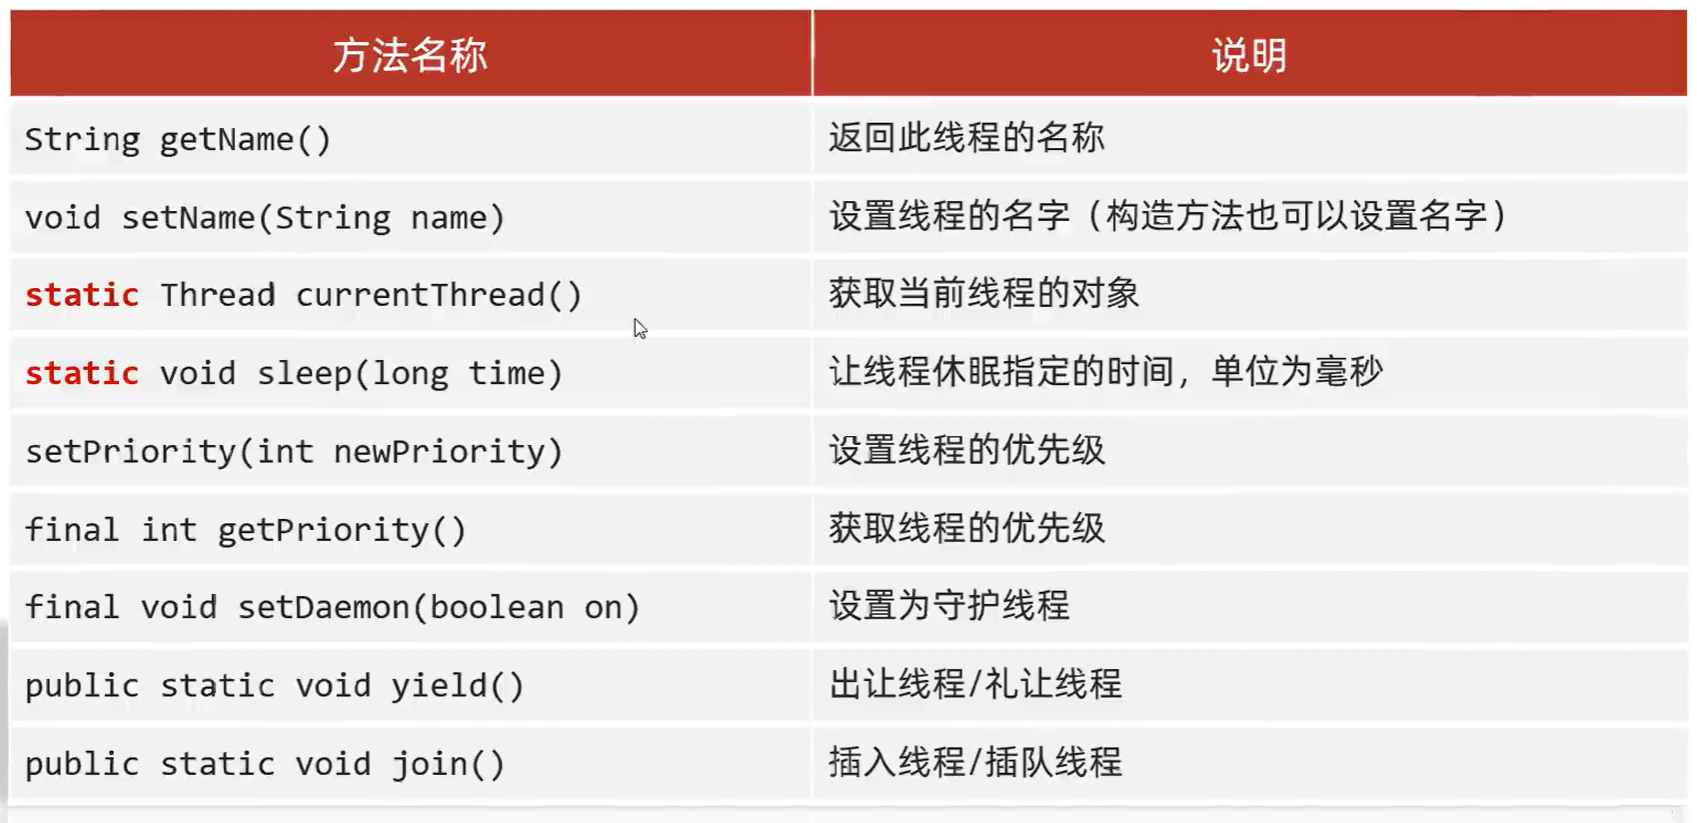 方法名称 说明
String getName() 返回此线程的名称
void setName(String name) 设置线程的名字（构造方法也可以设置名字）
static Thread currentThread() 获取当前线程的对象
static void sleep(long time) 让线程休眠指定的时间，单位为毫秒
setPriority(int newPriority) 设置线程的优先级
final int getPriority() 获取线程的优先级
final void setDaemon(boolean on) 设置为守护线程
public static void yield() 出让线程/礼让线程
public static void join() 插入线程/插队线程